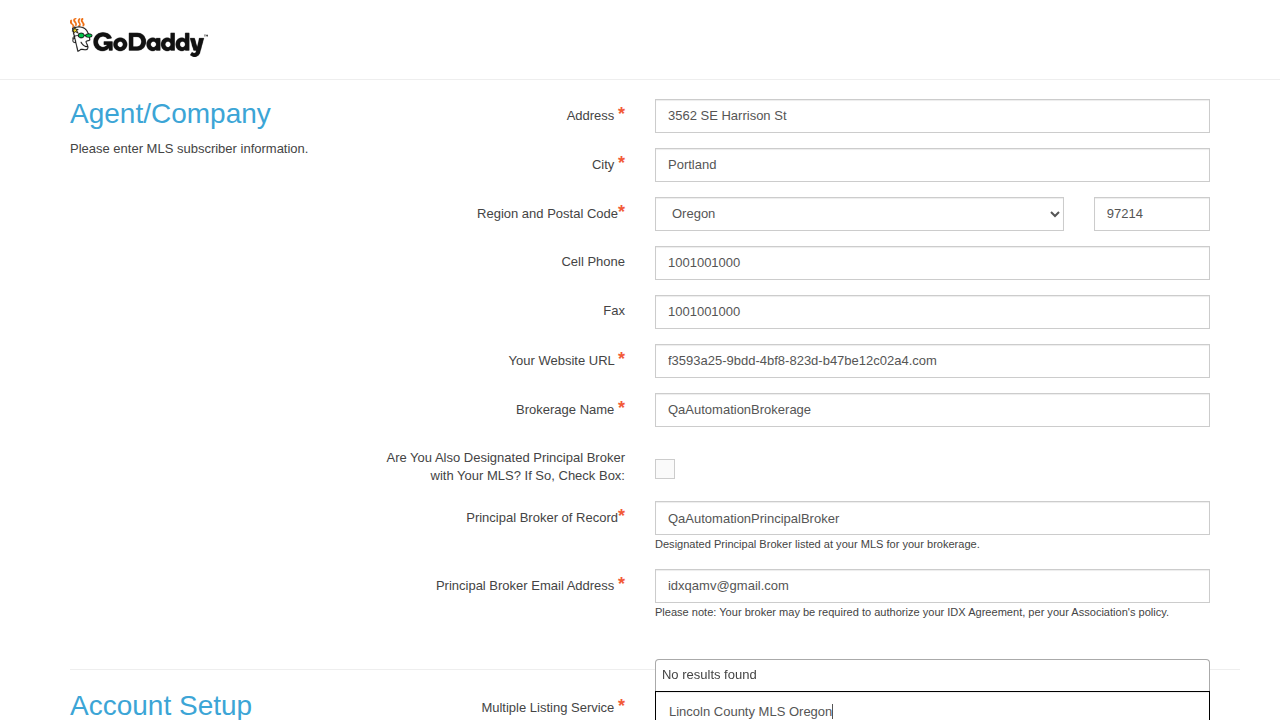 GoDaddy™
Agent/Company
Please enter MLS subscriber information.
Address *
3562 SE Harrison St
City *
Portland
Region and Postal Code*
Oregon
97214
Cell Phone
1001001000
Fax
1001001000
Your Website URL *
f3593a25-9bdd-4bf8-823d-b47be12c02a4.com
Brokerage Name *
QaAutomationBrokerage
Are You Also Designated Principal Broker
with Your MLS? If So, Check Box:
Principal Broker of Record*
QaAutomationPrincipalBroker
Designated Principal Broker listed at your MLS for your brokerage.
Principal Broker Email Address *
idxqamv@gmail.com
Please note: Your broker may be required to authorize your IDX Agreement, per your Association's policy.
No results found
Account Setup
Multiple Listing Service *
Lincoln County MLS Oregon